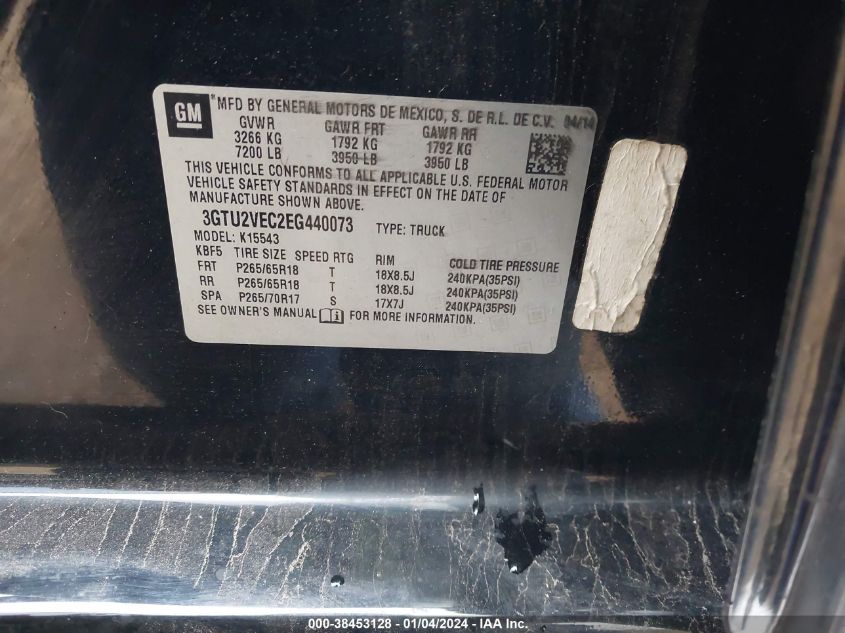 GM
*MFD BY GENERAL MOTORS DE MEXICO, S. DE R.L. DE C.V. 04/14
GVWR GAWR FRT GAWR RR
3266 KG 1792 KG 1792 KG
7200 LB 3950 LB 3950 LB
THIS VEHICLE CONFORMS TO ALL APPLICABLE U.S. FEDERAL MOTOR
VEHICLE SAFETY STANDARDS IN EFFECT ON THE DATE OF
MANUFACTURE SHOWN ABOVE.
3GTU2VEC2EG440073 TYPE: TRUCK
MODEL: K15543
KBF5 TIRE SIZE SPEED RTG RIM COLD TIRE PRESSURE
FRT P265/65R18 T 18X8.5J 240KPA(35PSI)
RR P265/65R18 T 18X8.5J 240KPA(35PSI)
SPA P265/70R17 S 17X7J 240KPA(35PSI)
SEE OWNER'S MANUAL FOR MORE INFORMATION.
000-38453128 - 01/04/2024 - IAA Inc.